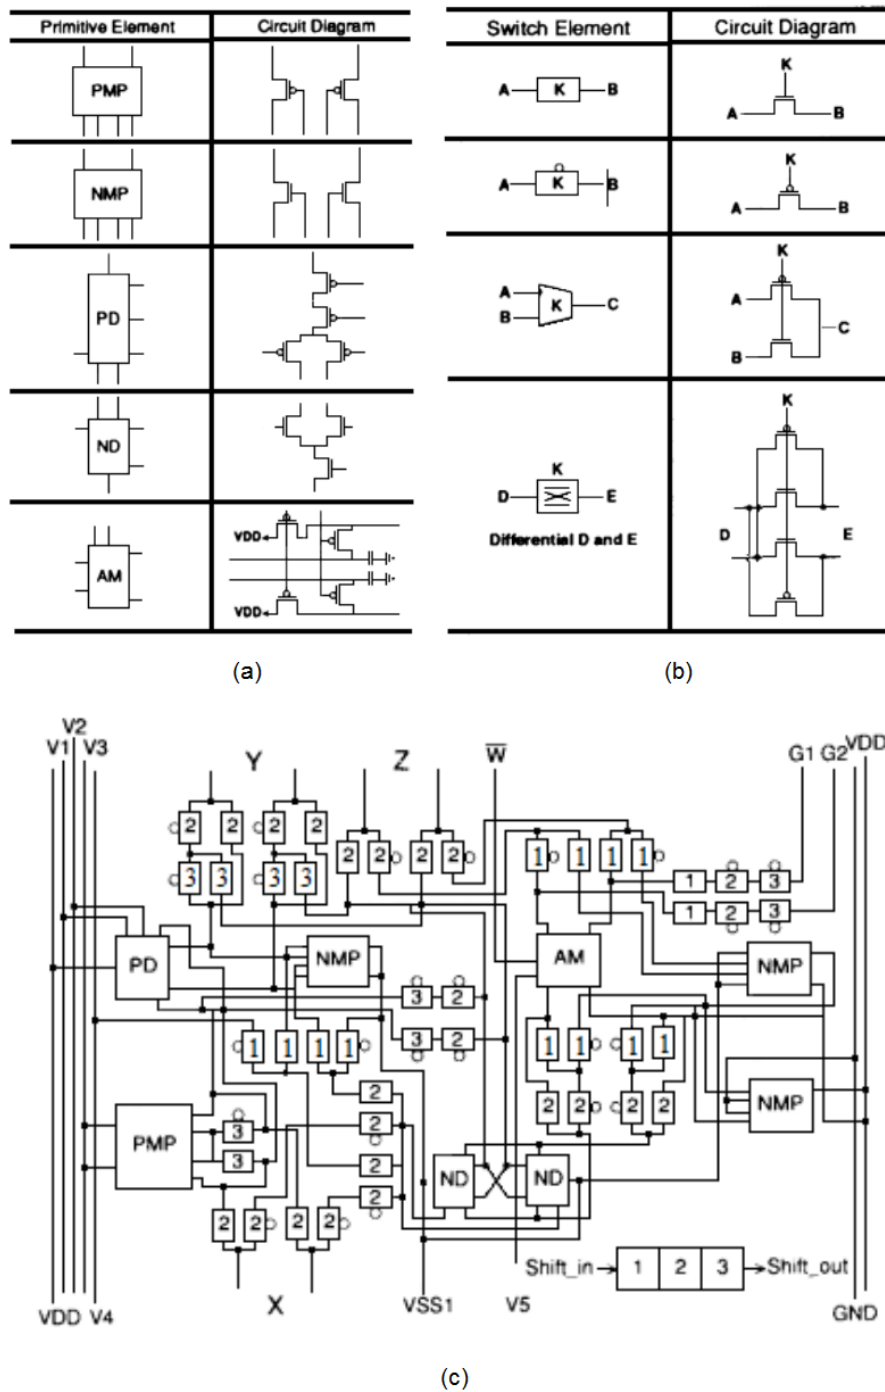 Primitive Element Circuit Diagram
PMP
NMP
PD
ND
AM
VDD
VDD
(a)
Switch Element Circuit Diagram
A K B
K
A B
A K B
K
A B
A
B
K
C
K
A
B
C
K
D E
Differential D and E
K
D E
(b)
V1 V2 V3
Y Z W G1 G2 VDD
2 2 2 2
2 2 2 2
1 1 1 1
3 3 3 3
1 2 3
1 2 3
PD NMP AM NMP
3 2
3 2
1 1 1 1
1 1 1 1
2
2 2 2 2
NMP
PMP
3
3
2
2
2
ND ND
2 2 2 2
Shift_in 1 2 3 Shift_out
VDD V4 X VSS1 V5 GND
(c)